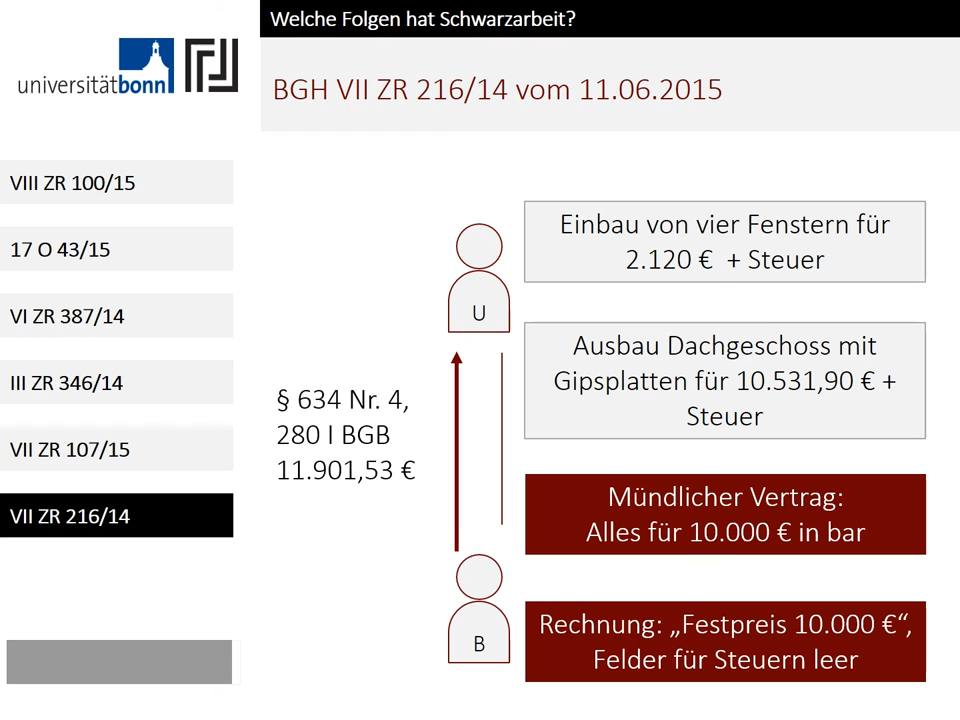 Welche Folgen hat Schwarzarbeit?
universitätbonn
BGH VII ZR 216/14 vom 11.06.2015
VIII ZR 100/15
17 O 43/15
VI ZR 387/14
III ZR 346/14
VII ZR 107/15
VII ZR 216/14
§ 634 Nr. 4,
280 I BGB
11.901,53 €
U
B
Einbau von vier Fenstern für
2.120 € + Steuer
Ausbau Dachgeschoss mit
Gipsplatten für 10.531,90 € +
Steuer
Mündlicher Vertrag:
Alles für 10.000 € in bar
Rechnung: „Festpreis 10.000 €“,
Felder für Steuern leer